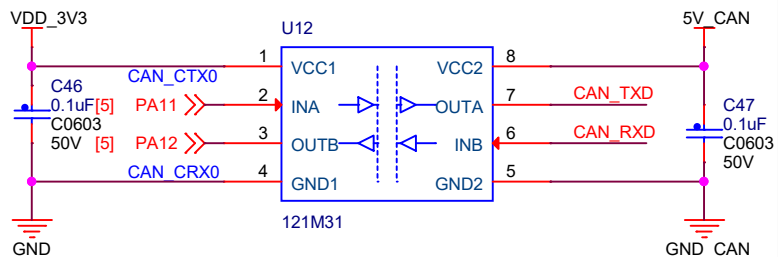 VDD_3V3
U12
5V_CAN
1
VCC1
VCC2
8
CAN_CTX0
C46
0.1uF
C0603
50V
[5] PA11
2
INA
OUTA
7
CAN_TXD
[5] PA12
3
OUTB
INB
6
CAN_RXD
C47
0.1uF
C0603
50V
CAN_CRX0
4
GND1
GND2
5
121M31
GND
GND_CAN